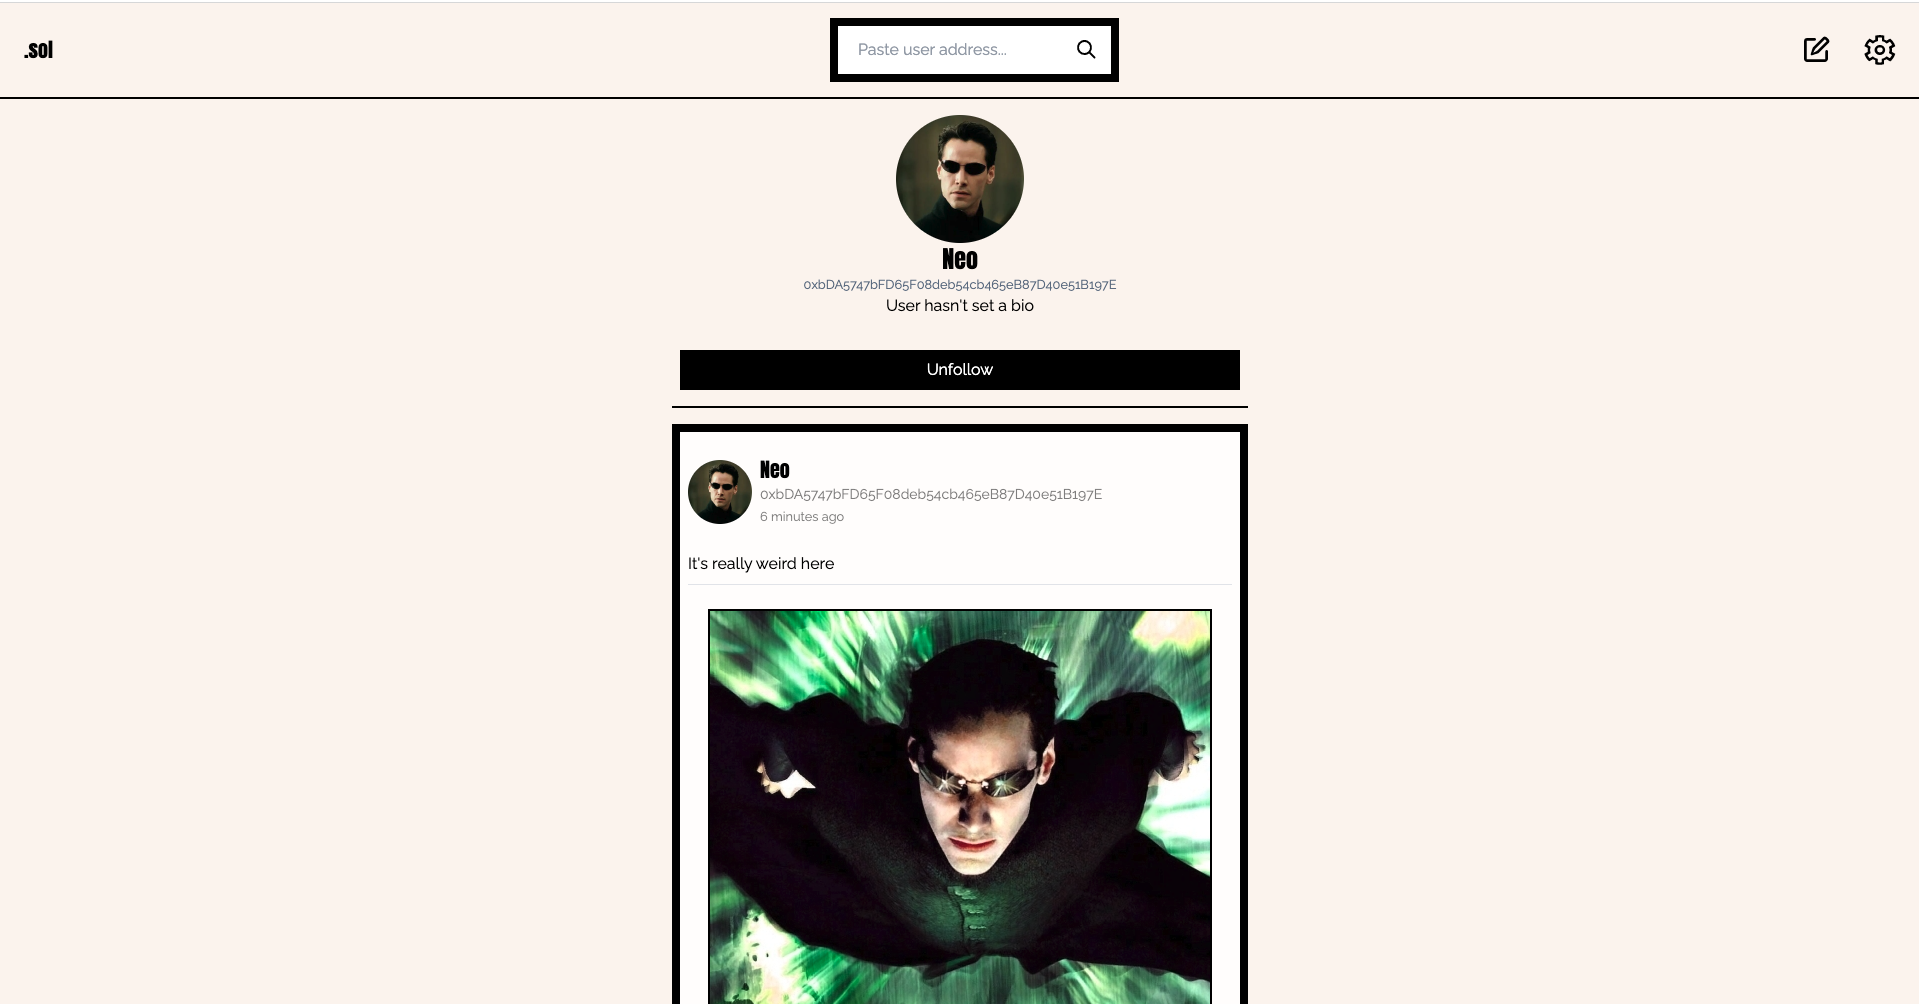 .sol
Paste user address...
Neo
0xbDA5747bFD65F08deb54cb465eB87D40e51B197E
User hasn't set a bio
Unfollow
Neo
0xbDA5747bFD65F08deb54cb465eB87D40e51B197E
6 minutes ago
It's really weird here